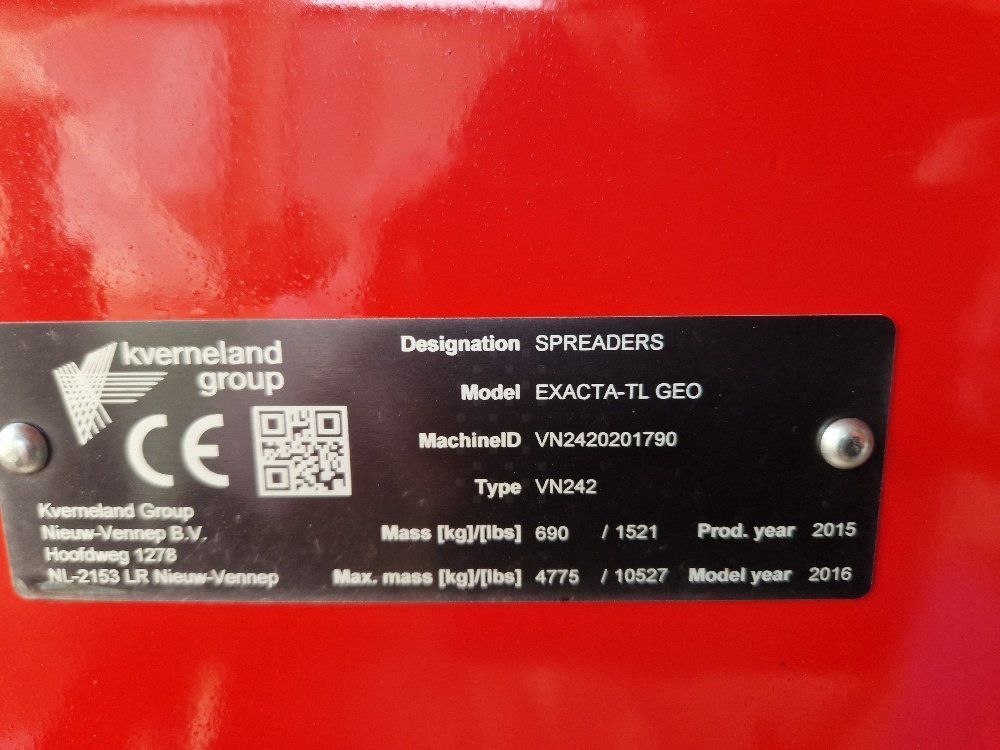 kverneland
group
CE
Kverneland Group
Nieuw-Vennep B.V.
Hoofdweg 1278
NL-2153 LR Nieuw-Vennep
Designation SPREADERS
Model EXACTA-TL GEO
MachineID VN2420201790
Type VN242
Mass [kg]/[lbs] 690 / 1521 Prod. year 2015
Max. mass [kg]/[lbs] 4775 / 10527 Model year 2016